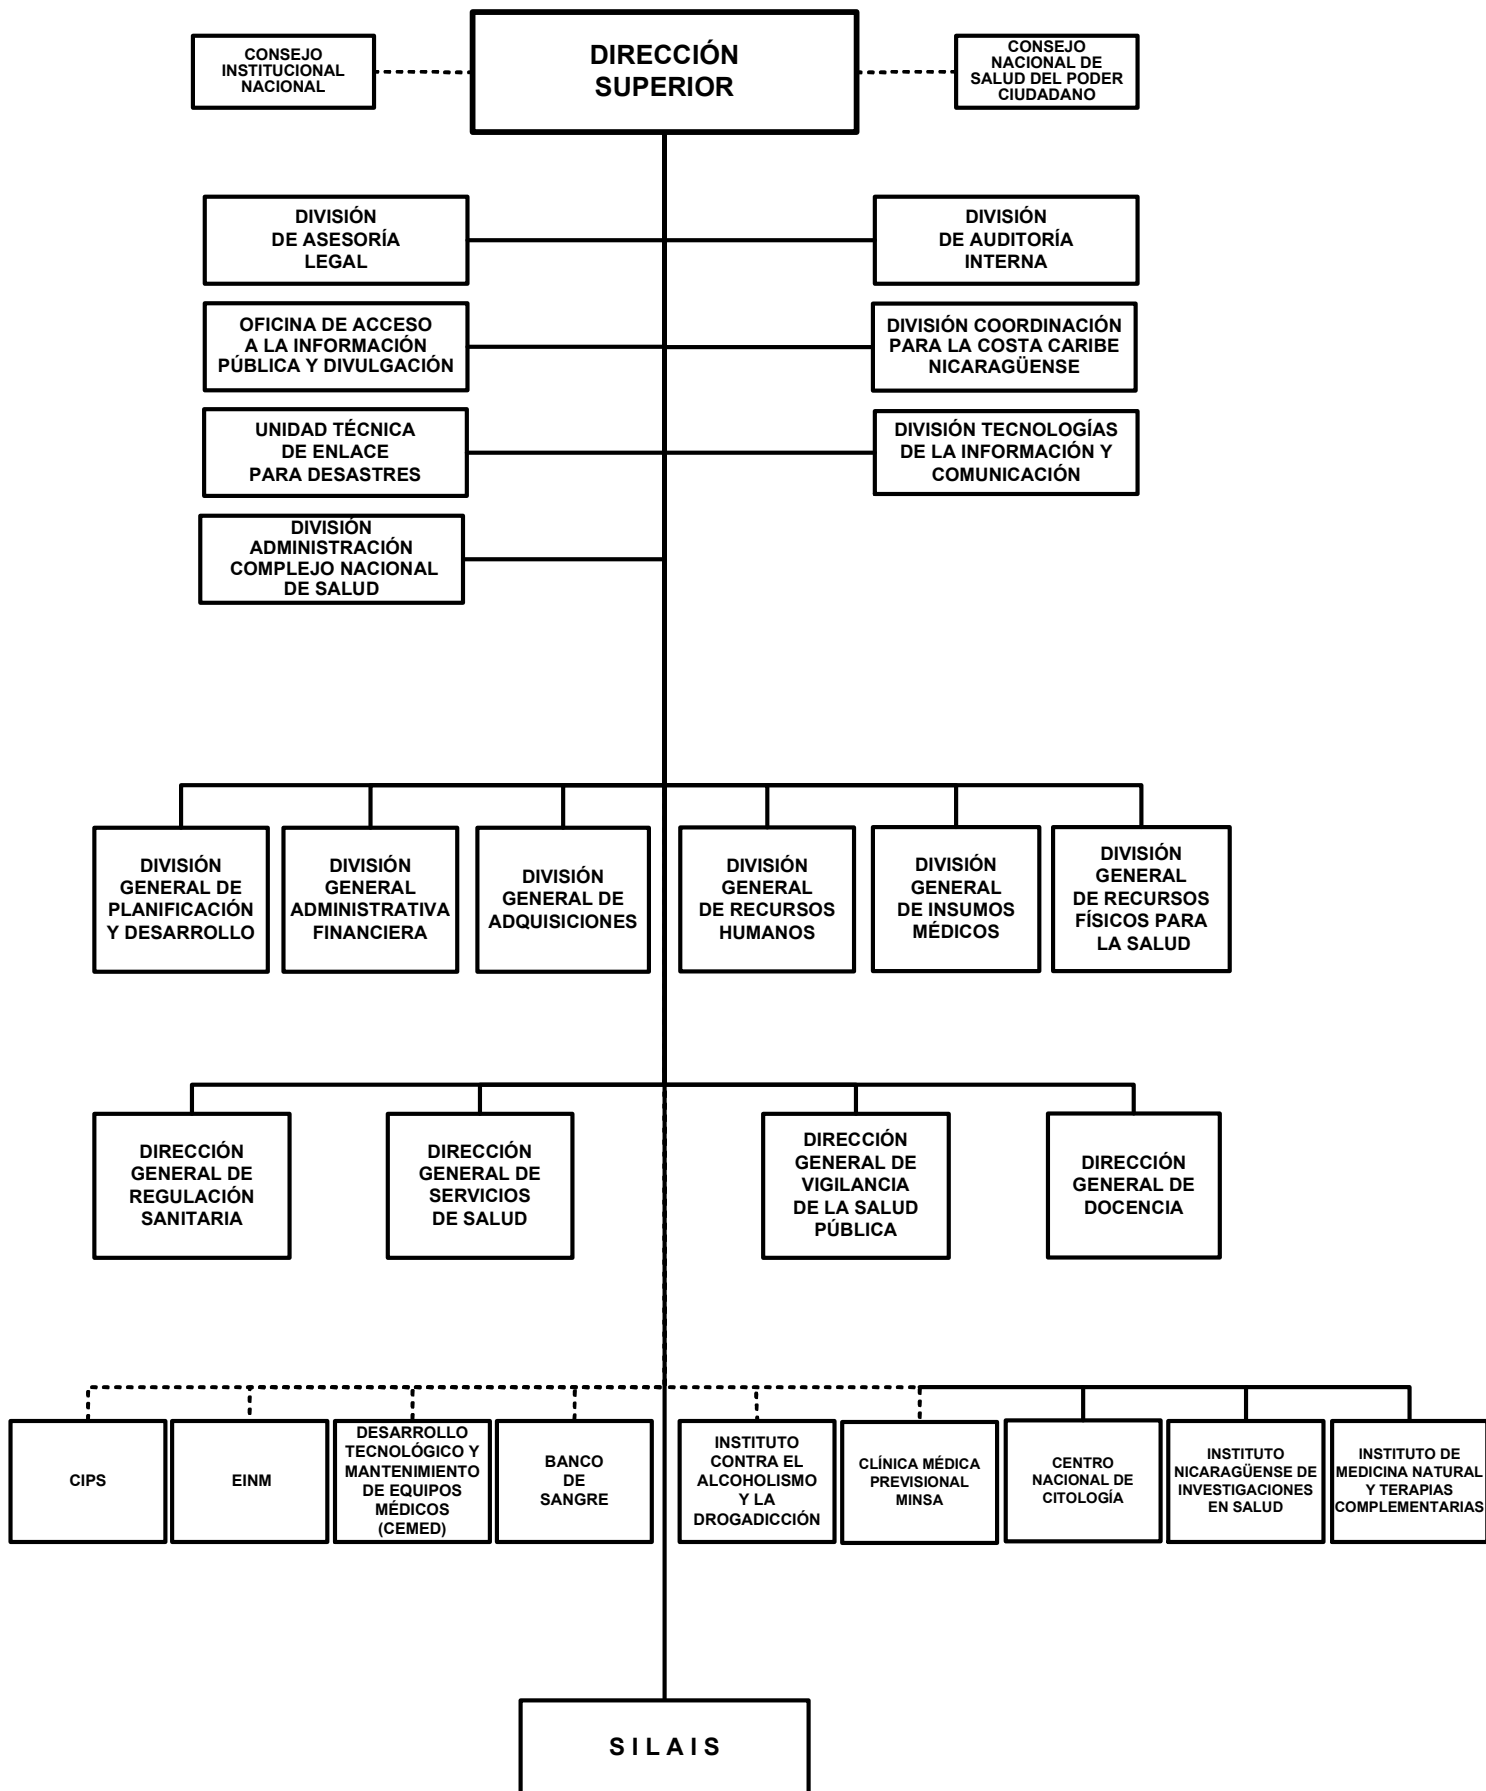 CONSEJO
INSTITUCIONAL
NACIONAL
DIRECCIÓN
SUPERIOR
CONSEJO
NACIONAL DE
SALUD DEL PODER
CIUDADANO
DIVISIÓN
DE ASESORÍA
LEGAL
DIVISIÓN
DE AUDITORÍA
INTERNA
OFICINA DE ACCESO
A LA INFORMACIÓN
PÚBLICA Y DIVULGACIÓN
DIVISIÓN COORDINACIÓN
PARA LA COSTA CARIBE
NICARAGÜENSE
UNIDAD TÉCNICA
DE ENLACE
PARA DESASTRES
DIVISIÓN TECNOLOGÍAS
DE LA INFORMACIÓN Y
COMUNICACIÓN
DIVISIÓN
ADMINISTRACIÓN
COMPLEJO NACIONAL
DE SALUD
DIVISIÓN
GENERAL DE
PLANIFICACIÓN
Y DESARROLLO
DIVISIÓN
GENERAL
ADMINISTRATIVA
FINANCIERA
DIVISIÓN
GENERAL DE
ADQUISICIONES
DIVISIÓN
GENERAL
DE RECURSOS
HUMANOS
DIVISIÓN
GENERAL
DE INSUMOS
MÉDICOS
DIVISIÓN
GENERAL
DE RECURSOS
FÍSICOS PARA
LA SALUD
DIRECCIÓN
GENERAL DE
REGULACIÓN
SANITARIA
DIRECCIÓN
GENERAL DE
SERVICIOS
DE SALUD
DIRECCIÓN
GENERAL DE
VIGILANCIA
DE LA SALUD
PÚBLICA
DIRECCIÓN
GENERAL DE
DOCENCIA
CIPS
EINM
DESARROLLO
TECNOLÓGICO Y
MANTENIMIENTO
DE EQUIPOS
MÉDICOS
(CEMED)
BANCO
DE
SANGRE
INSTITUTO
CONTRA EL
ALCOHOLISMO
Y LA
DROGADICCIÓN
CLÍNICA MÉDICA
PREVISIONAL
MINSA
CENTRO
NACIONAL DE
CITOLOGÍA
INSTITUTO
NICARAGÜENSE DE
INVESTIGACIONES
EN SALUD
INSTITUTO DE
MEDICINA NATURAL
Y TERAPIAS
COMPLEMENTARIAS
S I L A I S